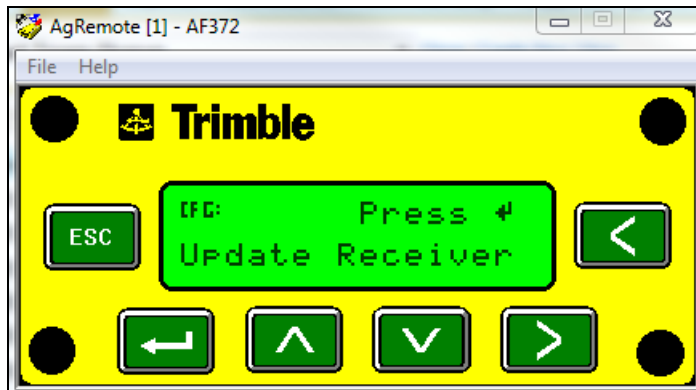 AgRemote [1] - AF372
File Help
Trimble
ESC
CFG: Press ↵
Update Receiver